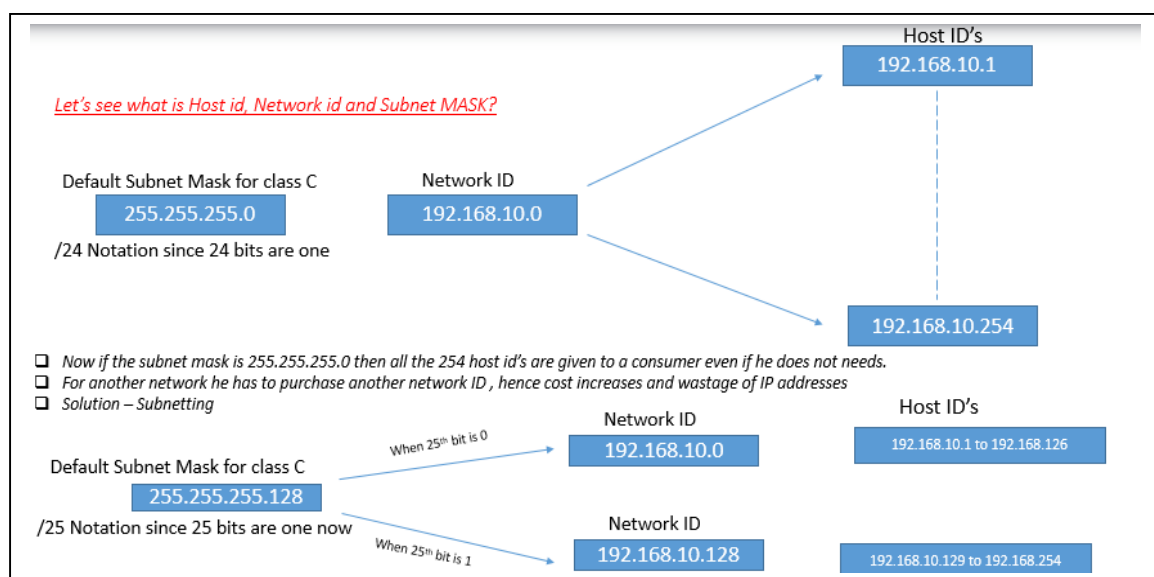 Host ID's
192.168.10.1
Let's see what is Host id, Network id and Subnet MASK?
Default Subnet Mask for class C
Network ID
255.255.255.0
192.168.10.0
/24 Notation since 24 bits are one
192.168.10.254
Now if the subnet mask is 255.255.255.0 then all the 254 host id's are given to a consumer even if he does not needs.
For another network he has to purchase another network ID , hence cost increases and wastage of IP addresses
Solution – Subnetting
Host ID's
Network ID
When 25th bit is 0
192.168.10.0
192.168.10.1 to 192.168.126
Default Subnet Mask for class C
255.255.255.128
/25 Notation since 25 bits are one now
Network ID
When 25th bit is 1
192.168.10.128
192.168.10.129 to 192.168.254